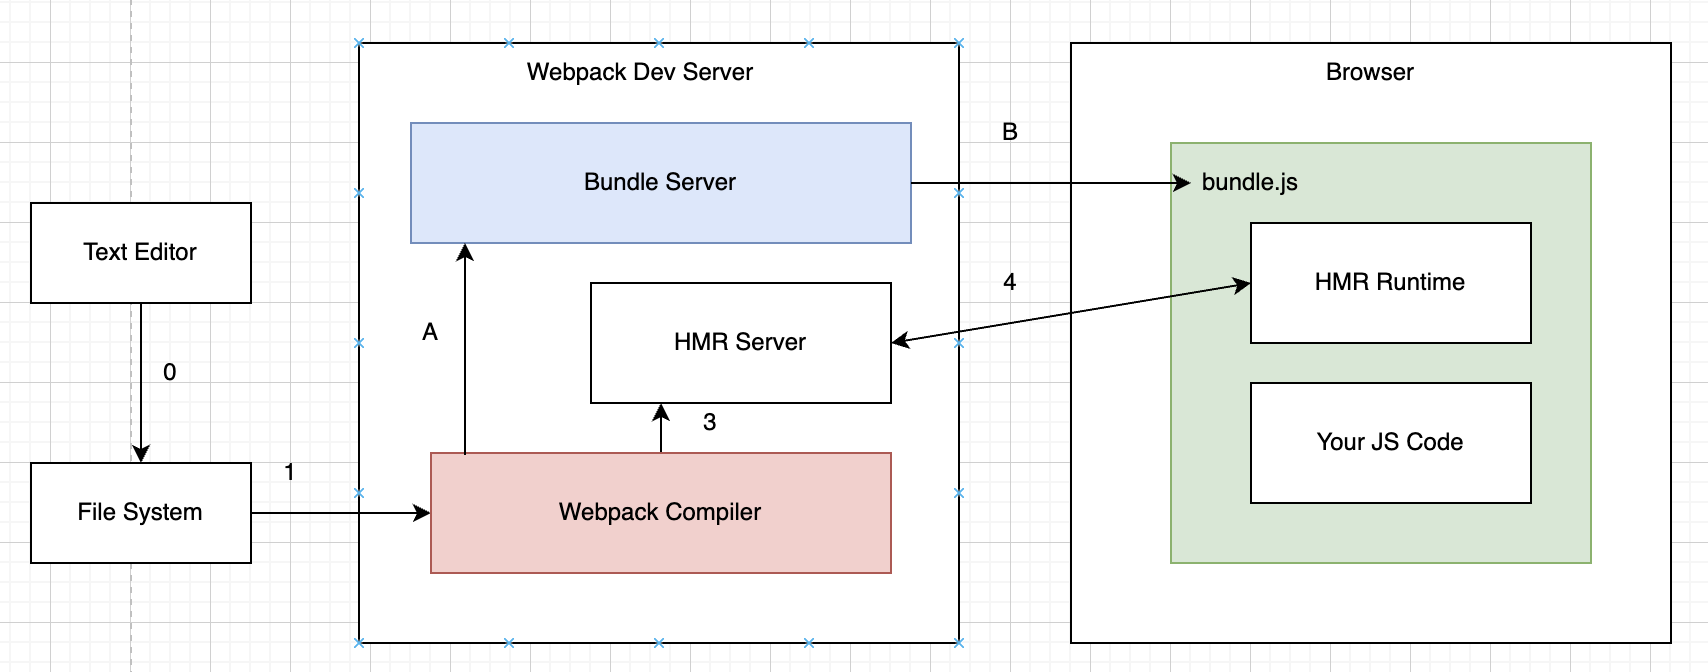 Webpack Dev Server
Browser
B
Bundle Server
bundle.js
Text Editor
4
HMR Runtime
A
HMR Server
0
3
Your JS Code
1
File System
Webpack Compiler